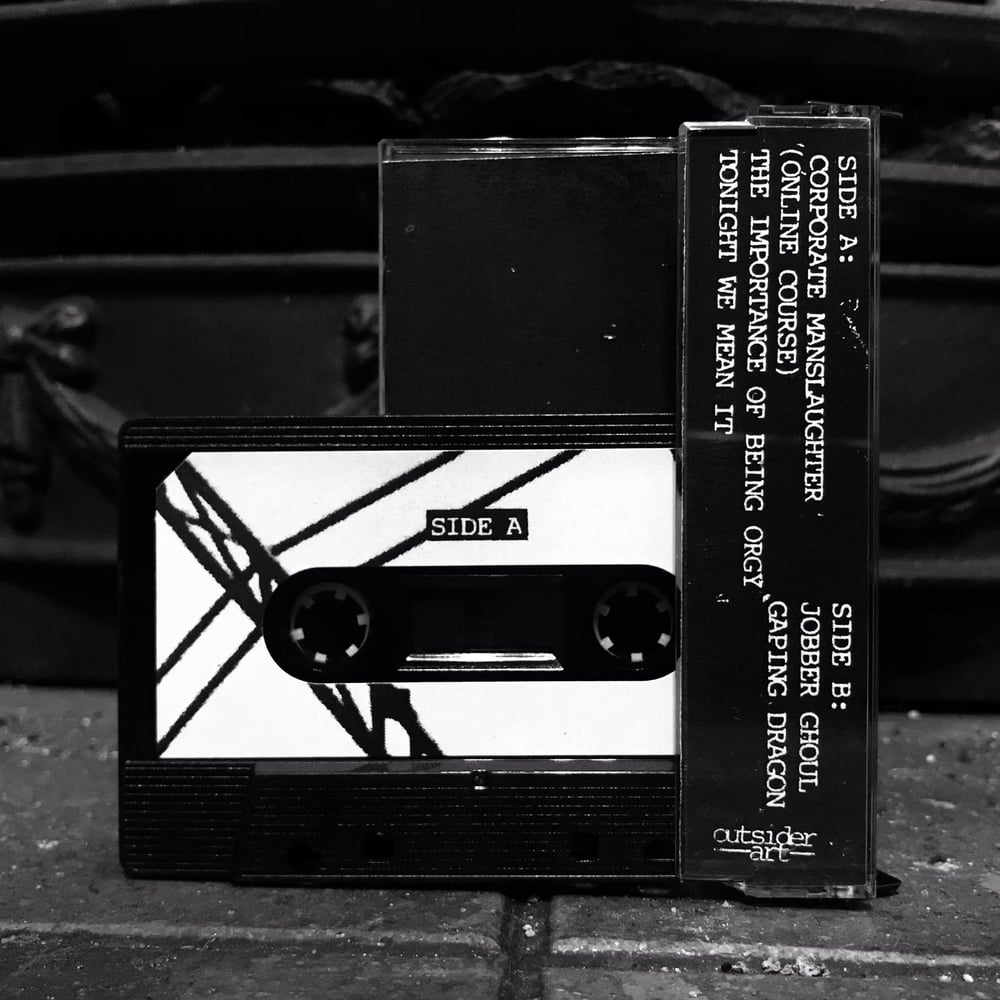 SIDE A
SIDE A:
CORPORATE MANSLAUGHTER
(ONLINE COURSE)
THE IMPORTANCE OF BEING ORGY
TONIGHT WE MEAN IT
SIDE B:
JOBBER GHOUL
GAPING DRAGON
outsider
art